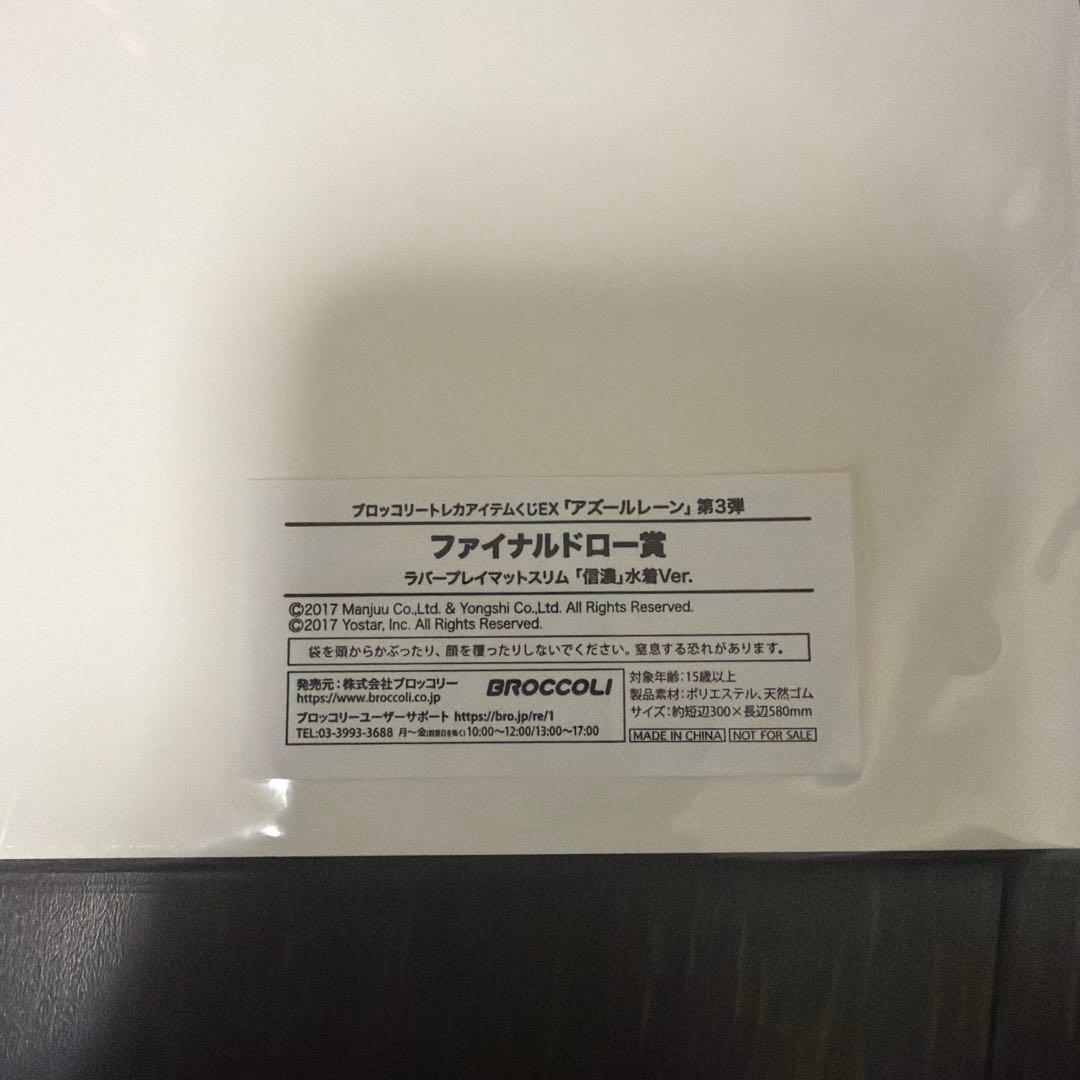 ブロッコリートレカアイテムくじEX「アズールレーン」第3弾
ファイナルドロー賞
ラバープレイマットスリム「信濃」水着Ver.
©2017 Manjuu Co.,Ltd. & Yongshi Co.,Ltd. All Rights Reserved.
©2017 Yostar, Inc. All Rights Reserved.
袋を頭からかぶったり、顔を覆ったりしないでください。窒息する恐れがあります。
発売元：株式会社ブロッコリー
https://www.broccoli.co.jp
BROCCOLI
ブロッコリーユーザーサポート https://bro.jp/re/1
TEL:03-3993-3688 月～金(祝祭日を除く)10:00～12:00/13:00～17:00
対象年齢：15歳以上
製品素材：ポリエステル、天然ゴム
サイズ：約短辺300×長辺580mm
MADE IN CHINA NOT FOR SALE